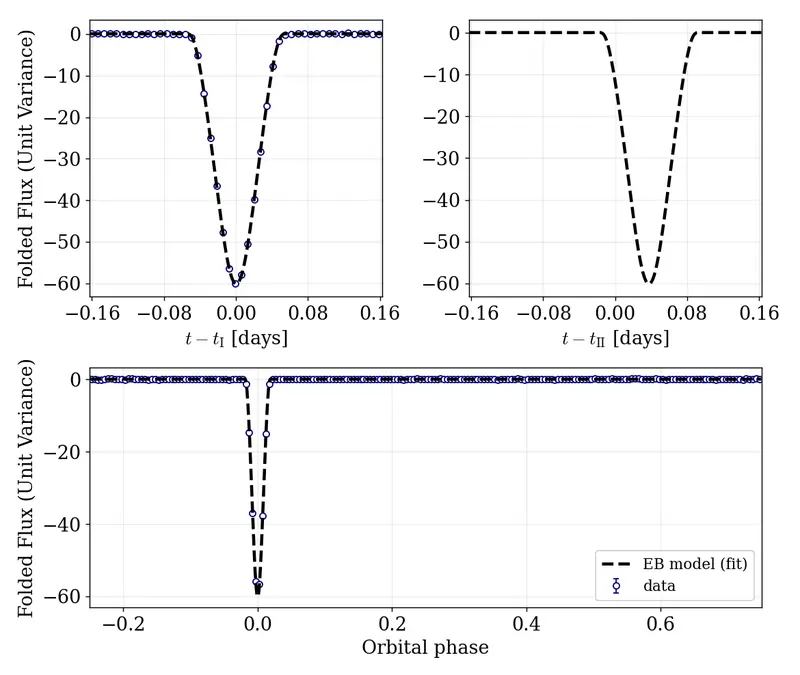 Folded Flux (Unit Variance)
0
−10
−20
−30
−40
−50
−60
−0.16 −0.08 0.00 0.08 0.16
t − tI [days]
0
−10
−20
−30
−40
−50
−60
−0.16 −0.08 0.00 0.08 0.16
t − tII [days]
Folded Flux (Unit Variance)
0
−20
−40
−60
−0.2 0.0 0.2 0.4 0.6
Orbital phase
EB model (fit)
data